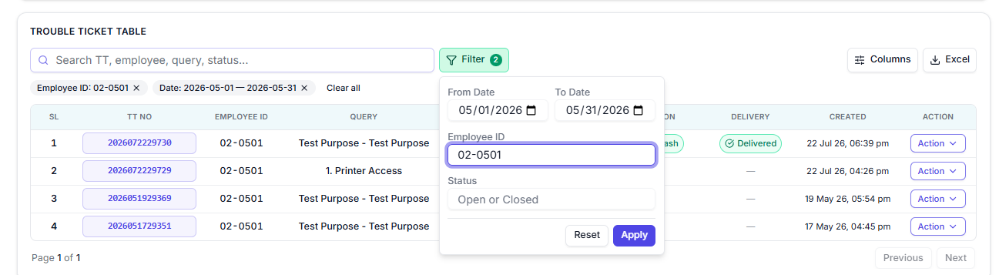 TROUBLE TICKET TABLE
Search TT, employee, query, status...
Filter 2
Columns
Excel
Employee ID: 02-0501 ×
Date: 2026-05-01 — 2026-05-31 ×
Clear all
From Date To Date
05/01/2026 05/31/2026
Employee ID
02-0501
Status
Open or Closed
Reset Apply
SL TT NO EMPLOYEE ID QUERY ON DELIVERY CREATED ACTION
1 2026072229730 02-0501 Test Purpose - Test Purpose ash Delivered 22 Jul 26, 06:39 pm Action
2 2026072229729 02-0501 1. Printer Access — 22 Jul 26, 04:26 pm Action
3 2026051929369 02-0501 Test Purpose - Test Purpose — 19 May 26, 05:54 pm Action
4 2026051729351 02-0501 Test Purpose - Test Purpose — 17 May 26, 04:45 pm Action
Page 1 of 1
Previous Next